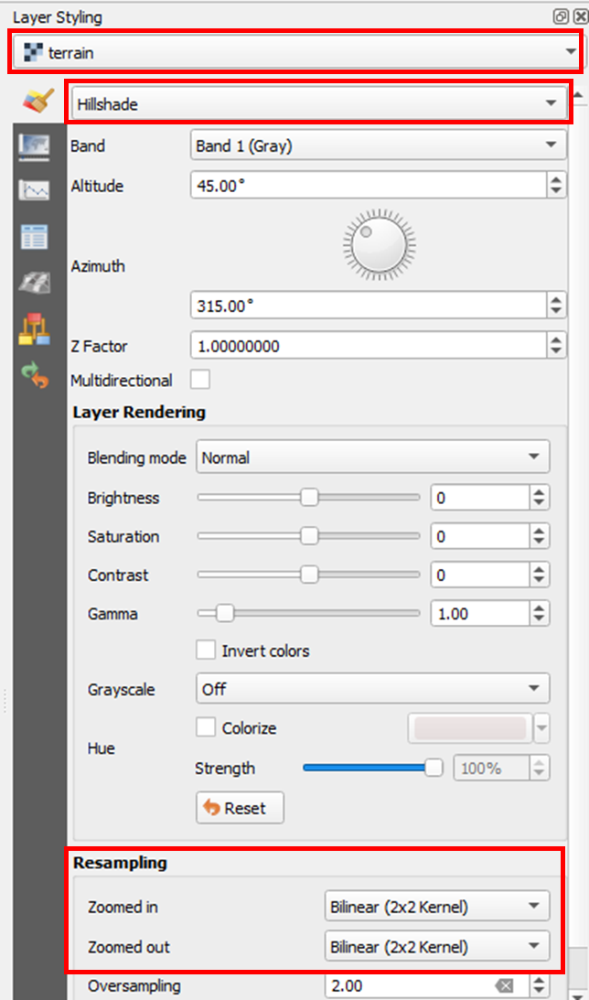 Layer Styling
terrain
Hillshade
Band Band 1 (Gray)
Altitude 45.00°
Azimuth
315.00°
Z Factor 1.00000000
Multidirectional
Layer Rendering
Blending mode Normal
Brightness 0
Saturation 0
Contrast 0
Gamma 1.00
Invert colors
Grayscale Off
Colorize
Hue
Strength 100%
Reset
Resampling
Zoomed in Bilinear (2x2 Kernel)
Zoomed out Bilinear (2x2 Kernel)
Oversampling 2.00